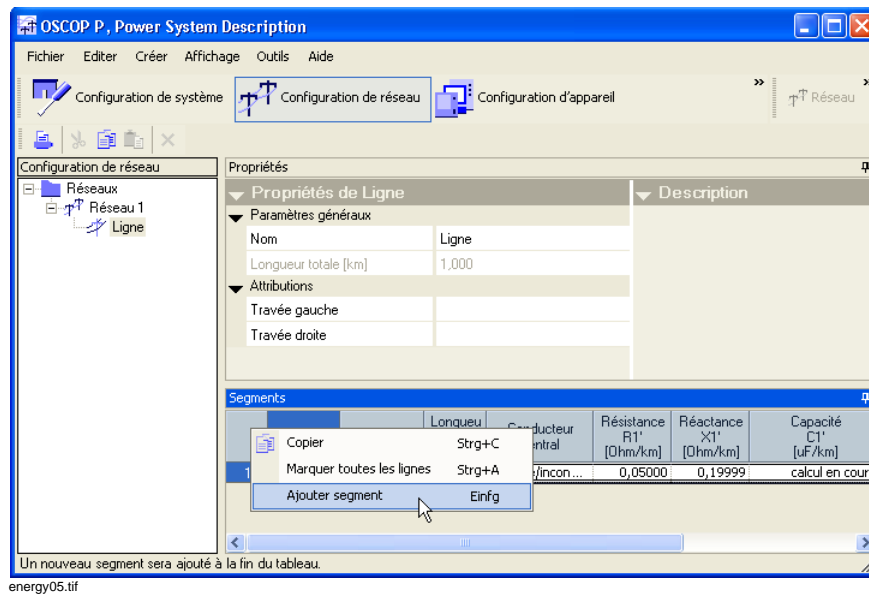 OSCOP P, Power System Description
Fichier Editer Créer Affichage Outils Aide
Configuration de système Configuration de réseau Configuration d'appareil » Réseau
Configuration de réseau
Réseaux
Réseau 1
Ligne
Propriétés
Propriétés de Ligne
Description
Paramètres généraux
Nom Ligne
Longueur totale [km] 1,000
Attributions
Travée gauche
Travée droite
Segments
Longueu
Résistance R1' [Ohm/km]
Réactance X1' [Ohm/km]
Capacité C1' [uF/km]
1 0,05000 0,19999 calcul en cour
Copier Strg+C
Marquer toutes les lignes Strg+A
Ajouter segment Einfg
Un nouveau segment sera ajouté à la fin du tableau.
energy05.tif